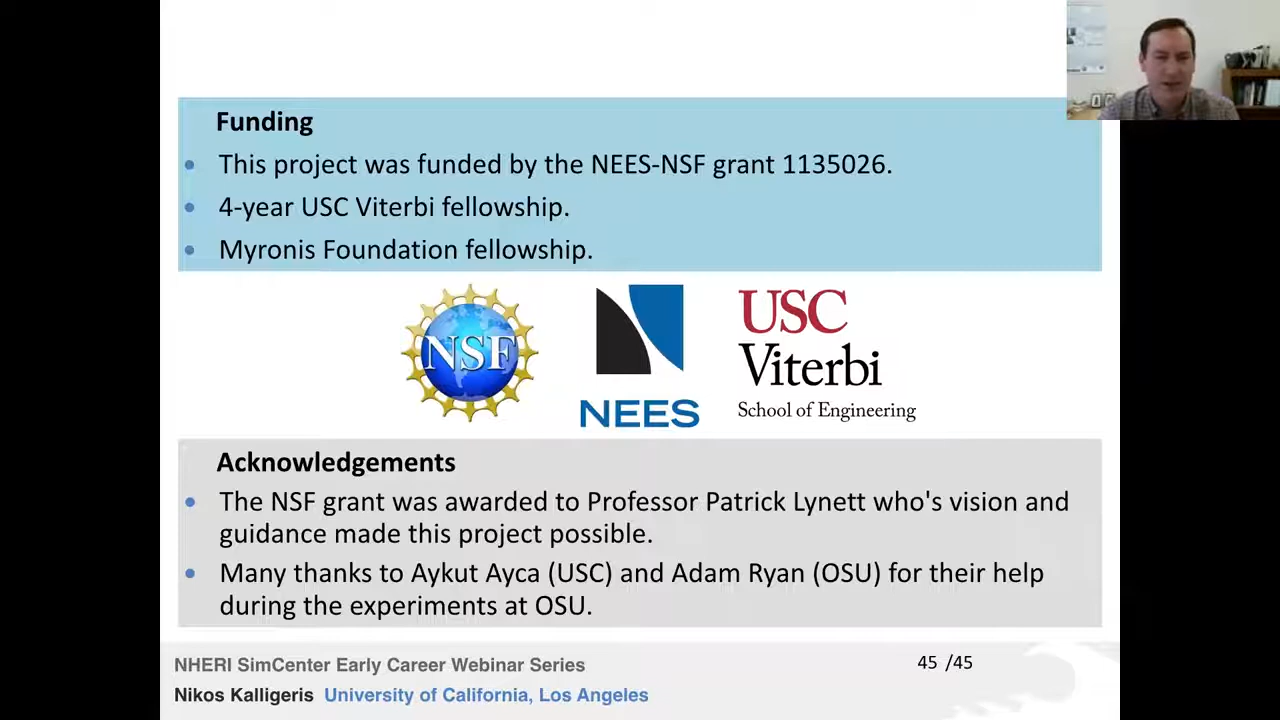 Funding
This project was funded by the NEES-NSF grant 1135026.
4-year USC Viterbi fellowship.
Myronis Foundation fellowship.
NSF
NEES
USC
Viterbi
School of Engineering
Acknowledgements
The NSF grant was awarded to Professor Patrick Lynett who's vision and
guidance made this project possible.
Many thanks to Aykut Ayca (USC) and Adam Ryan (OSU) for their help
during the experiments at OSU.
NHERI SimCenter Early Career Webinar Series
45 /45
Nikos Kalligeris University of California, Los Angeles